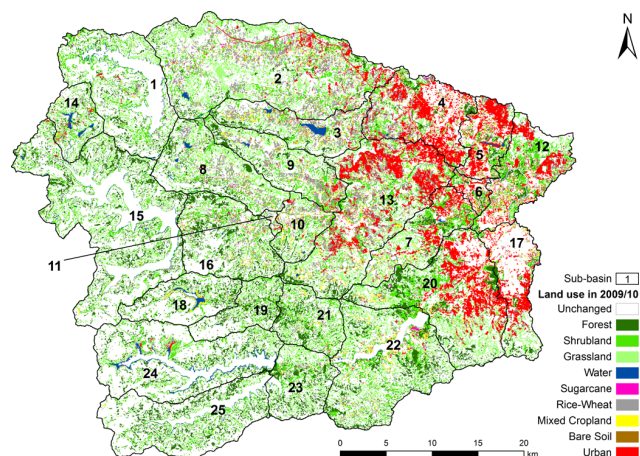 N
1
2
3
4
5
6
7
8
9
10
11
12
13
14
15
16
17
18
19
20
21
22
23
24
25
Sub-basin 1
Land use in 2009/10
Unchanged
Forest
Shrubland
Grassland
Water
Sugarcane
Rice-Wheat
Mixed Cropland
Bare Soil
Urban
0 5 10 15 20
km